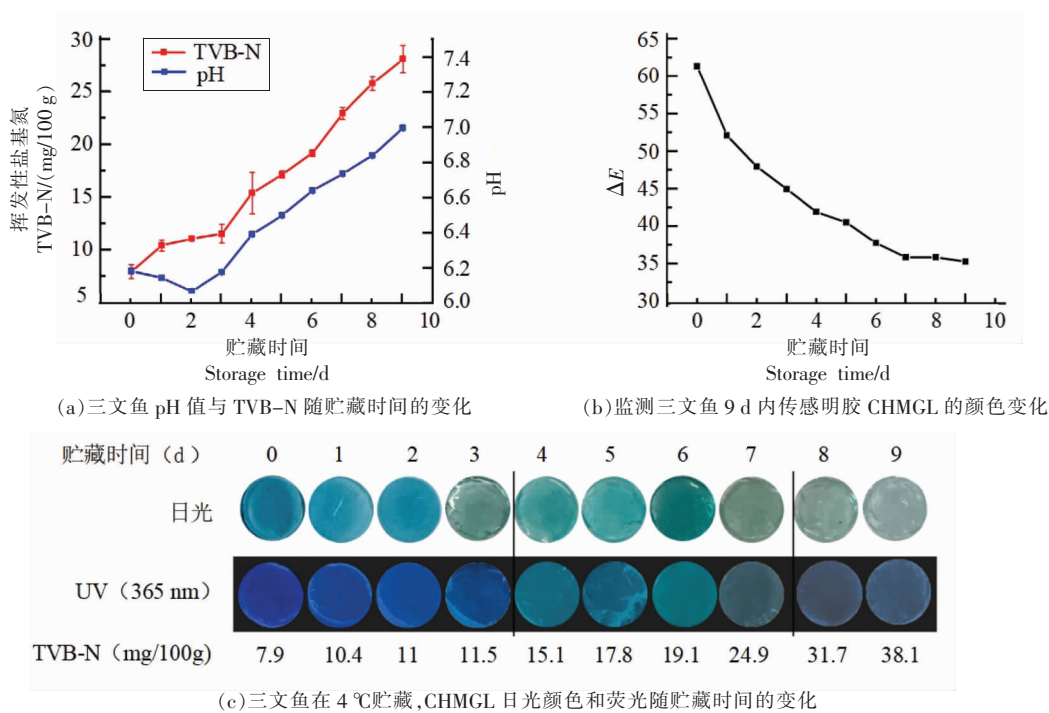 30
25
20
15
10
5
挥发性盐基氮
TVB-N/(mg/100 g)
TVB-N
pH
7.4
7.2
7.0
6.8
6.6
6.4
6.2
6.0
pH
0 2 4 6 8 10
贮藏时间
Storage time/d
(a)三文鱼 pH 值与 TVB-N 随贮藏时间的变化
65
60
55
50
45
40
35
30
ΔE
0 2 4 6 8 10
贮藏时间
Storage time/d
(b)监测三文鱼 9 d 内传感明胶 CHMGL 的颜色变化
贮藏时间(d) 0 1 2 3 4 5 6 7 8 9
日光
UV(365 nm)
TVB-N(mg/100g) 7.9 10.4 11 11.5 15.1 17.8 19.1 24.9 31.7 38.1
(c)三文鱼在 4 ℃贮藏,CHMGL 日光颜色和荧光随贮藏时间的变化